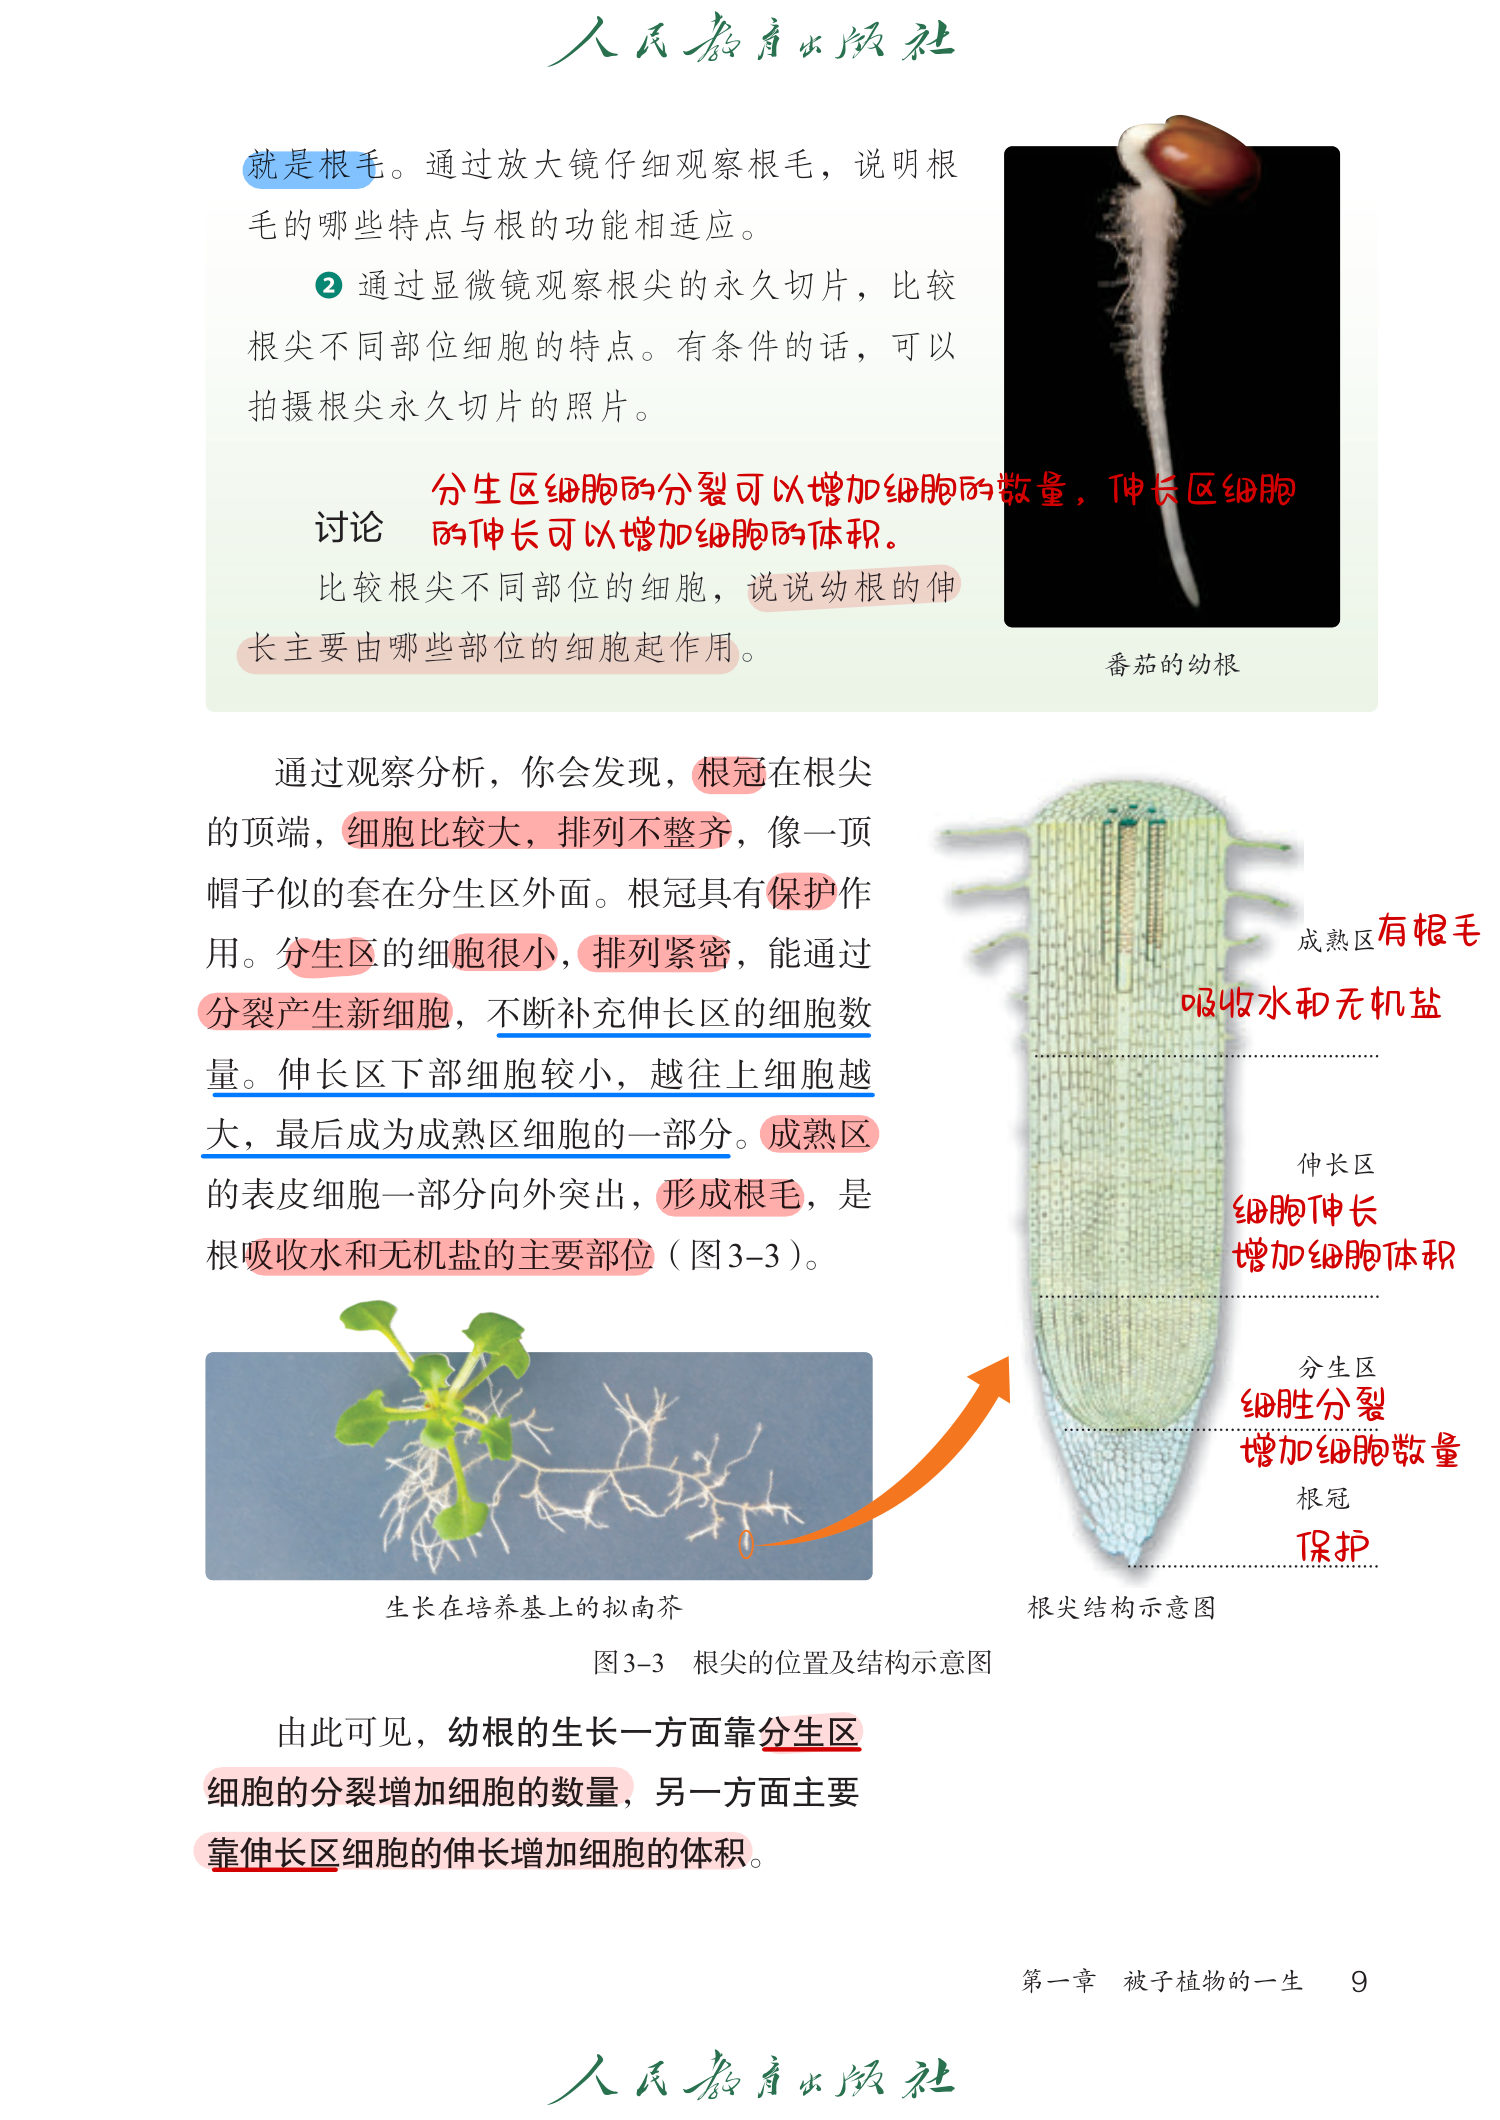 人民教育出版社
就是根毛。通过放大镜仔细观察根毛，说明根
毛的哪些特点与根的功能相适应。
❷ 通过显微镜观察根尖的永久切片，比较
根尖不同部位细胞的特点。有条件的话，可以
拍摄根尖永久切片的照片。
分生区细胞的分裂可以增加细胞的数量，伸长区细胞
的伸长可以增加细胞的体积。
讨论
比较根尖不同部位的细胞，说说幼根的伸
长主要由哪些部位的细胞起作用。
番茄的幼根
通过观察分析，你会发现，根冠在根尖
的顶端，细胞比较大，排列不整齐，像一顶
帽子似的套在分生区外面。根冠具有保护作
用。分生区的细胞很小，排列紧密，能通过
分裂产生新细胞，不断补充伸长区的细胞数
量。伸长区下部细胞较小，越往上细胞越
大，最后成为成熟区细胞的一部分。成熟区
的表皮细胞一部分向外突出，形成根毛，是
根吸收水和无机盐的主要部位（图3-3）。
成熟区
有根毛
吸收水和无机盐
伸长区
细胞伸长
增加细胞体积
分生区
细胜分裂
增加细胞数量
根冠
保护
生长在培养基上的拟南芥
根尖结构示意图
图3-3 根尖的位置及结构示意图
由此可见，幼根的生长一方面靠分生区
细胞的分裂增加细胞的数量，另一方面主要
靠伸长区细胞的伸长增加细胞的体积。
第一章 被子植物的一生 9
人民教育出版社